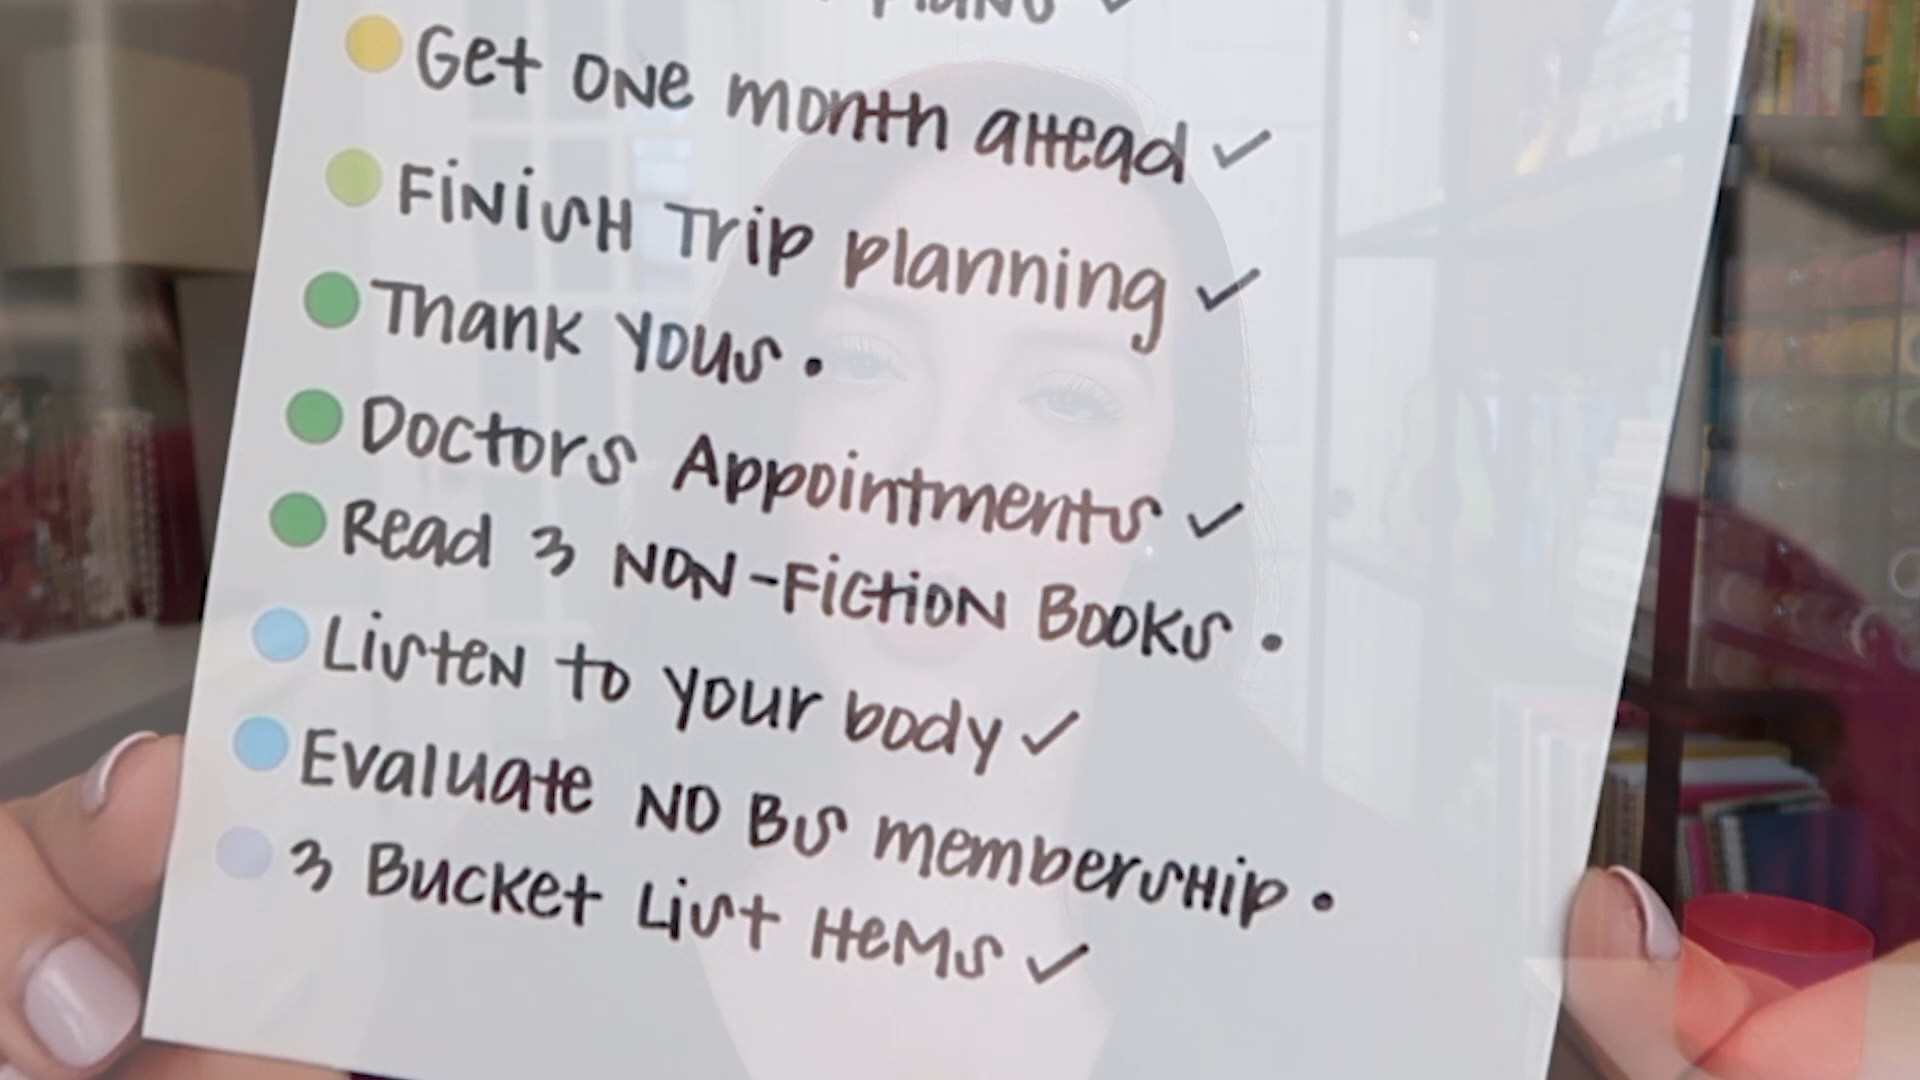 Plans ✓
Get one month ahead ✓
Finish Trip planning ✓
Thank yous •
Doctors Appointments ✓
Read 3 Non-Fiction Books •
Listen to your body ✓
Evaluate No BS membership •
3 Bucket List Items ✓